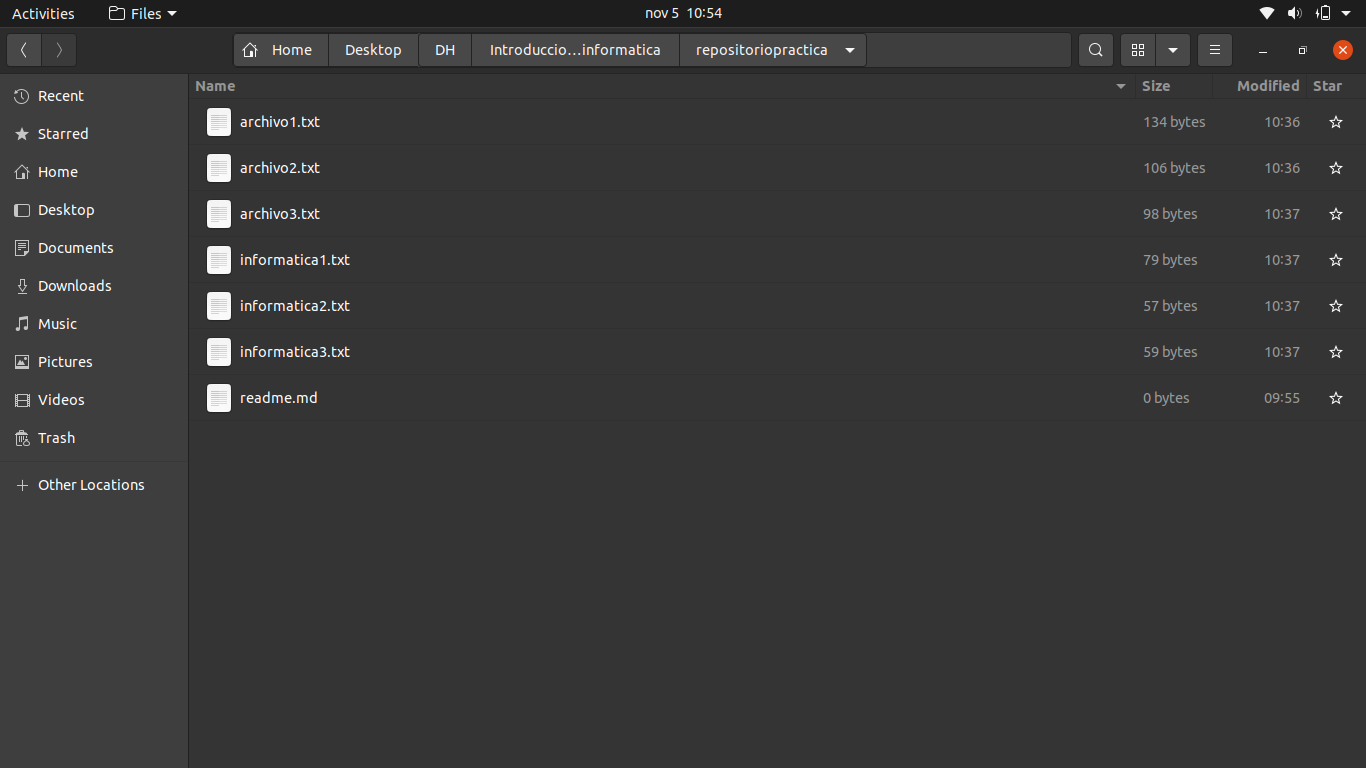 Activities Files nov 5 10:54
Home Desktop DH Introduccio…informatica repositoriopractica
Name Size Modified Star
Recent
Starred
Home
Desktop
Documents
Downloads
Music
Pictures
Videos
Trash
Other Locations
archivo1.txt 134 bytes 10:36
archivo2.txt 106 bytes 10:36
archivo3.txt 98 bytes 10:37
informatica1.txt 79 bytes 10:37
informatica2.txt 57 bytes 10:37
informatica3.txt 59 bytes 10:37
readme.md 0 bytes 09:55